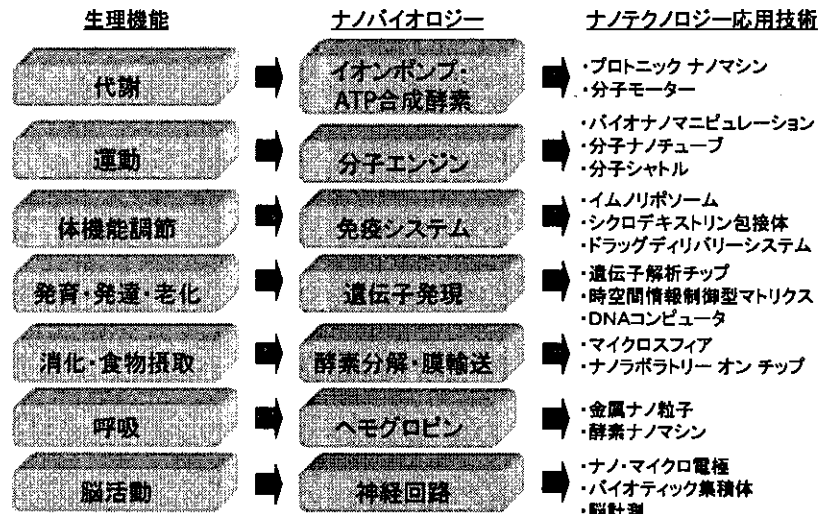 生理機能 ナノバイオロジー ナノテクノロジー応用技術
代謝
イオンポンプ・
ATP合成酵素
・プロトニック ナノマシン
・分子モーター
運動
分子エンジン
・バイオナノマニピュレーション
・分子ナノチューブ
・分子シャトル
体機能調節
免疫システム
・イムノリポソーム
・シクロデキストリン包接体
・ドラッグディリバリーシステム
発育・発達・老化
遺伝子発現
・遺伝子解析チップ
・時空間情報制御型マトリクス
・DNAコンピュータ
消化・食物摂取
酵素分解・膜輸送
・マイクロスフィア
・ナノラボラトリー オン チップ
呼吸
ヘモグロビン
・金属ナノ粒子
・酵素ナノマシン
脳活動
神経回路
・ナノ・マイクロ電極
・バイオティック集積体
・脳計測